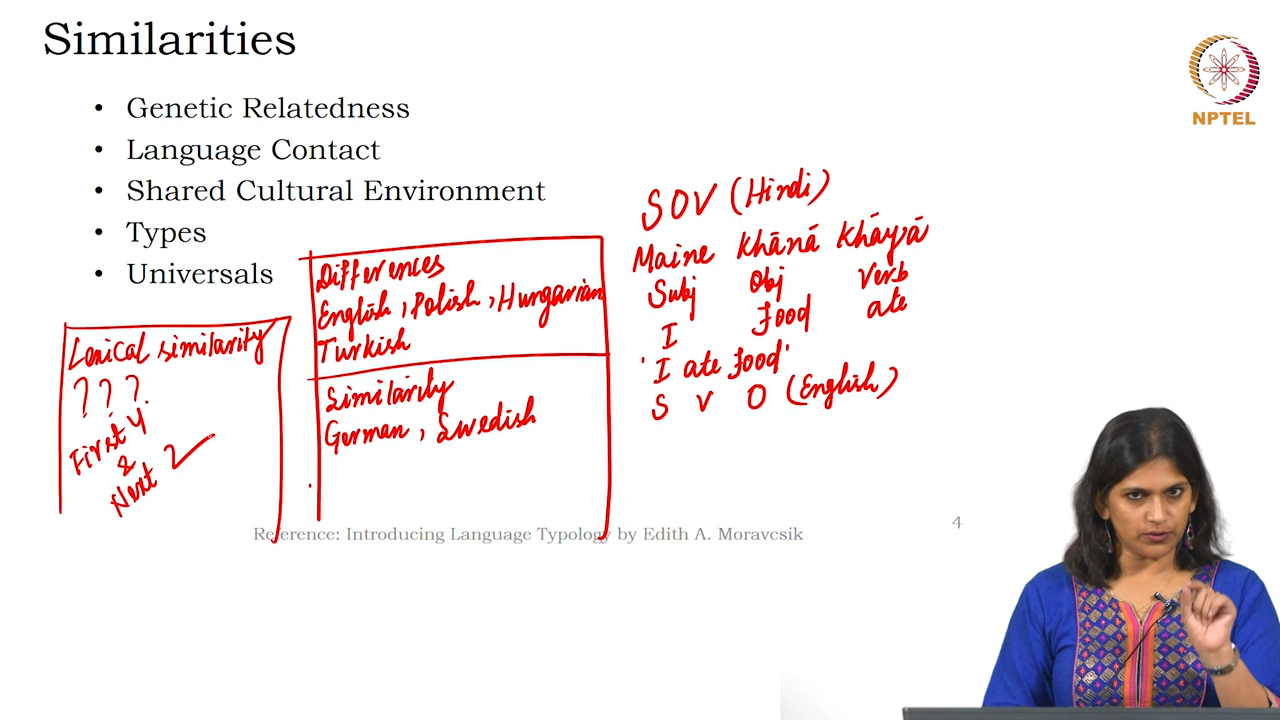 Similarities
• Genetic Relatedness
• Language Contact
• Shared Cultural Environment
• Types
• Universals
Lexical similarity
? ? ?
First 4
&
Next 2 ✓
Differences
English, Polish, Hungarian
Turkish
Similarity
German, Swedish
SOV (Hindi)
Maine Khānā Khāyā
Subj Obj Verb
I Food ate
'I ate food'
S V O (English)
Reference: Introducing Language Typology by Edith A. Moravcsik
4
NPTEL